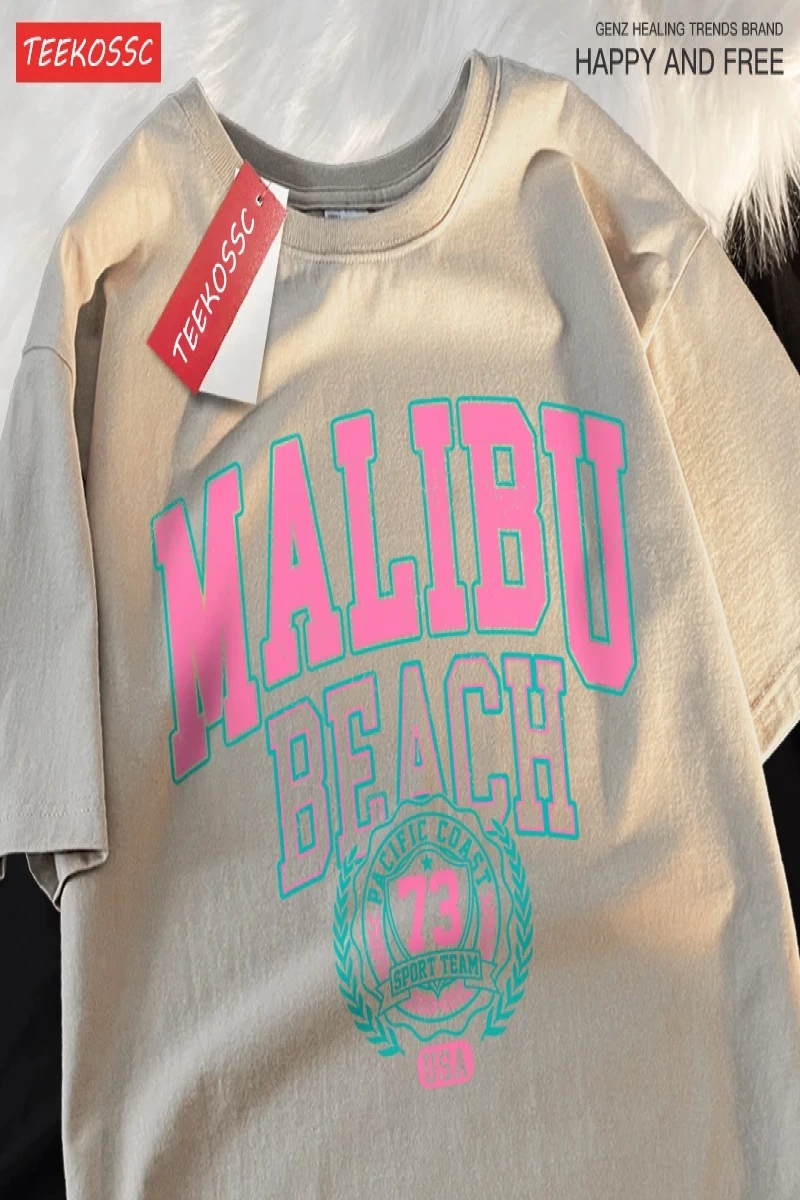 TEEKOSSC
GENZ HEALING TRENDS BRAND
HAPPY AND FREE
TEEKOSSC
MALIBU
BEACH
PACIFIC COAST
73
SPORT TEAM
USA